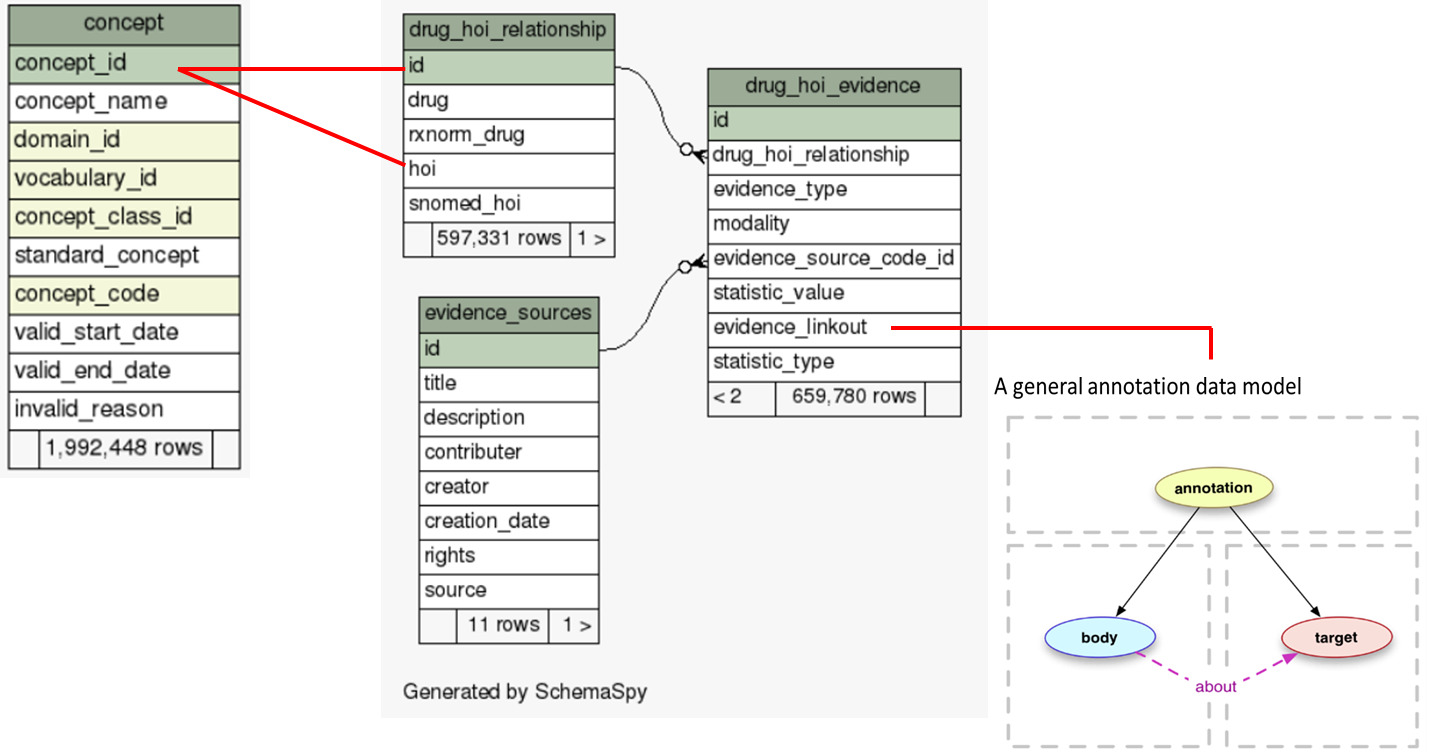 concept
concept_id
concept_name
domain_id
vocabulary_id
concept_class_id
standard_concept
concept_code
valid_start_date
valid_end_date
invalid_reason
1,992,448 rows
drug_hoi_relationship
id
drug
rxnorm_drug
hoi
snomed_hoi
597,331 rows 1 >
evidence_sources
id
title
description
contributer
creator
creation_date
rights
source
11 rows 1 >
Generated by SchemaSpy
drug_hoi_evidence
id
drug_hoi_relationship
evidence_type
modality
evidence_source_code_id
statistic_value
evidence_linkout
statistic_type
< 2 659,780 rows
A general annotation data model
annotation
body
target
about